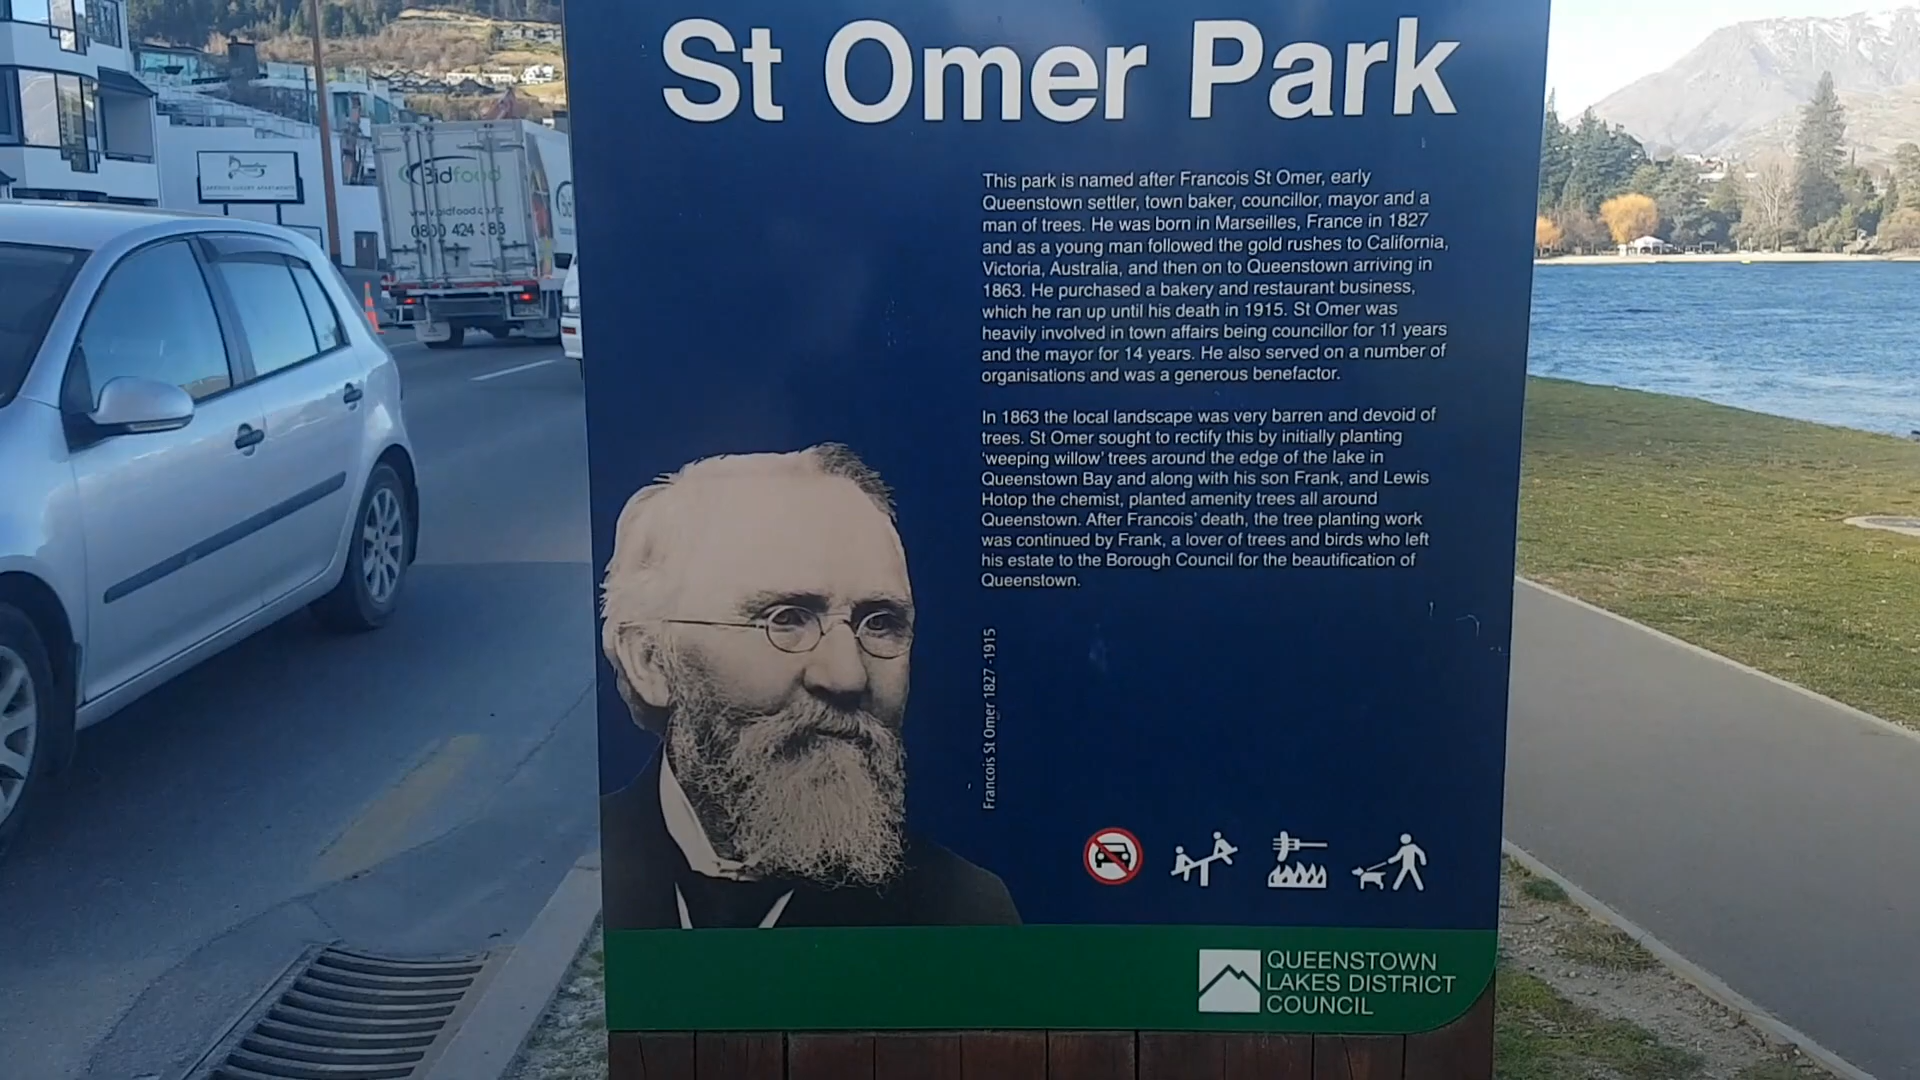 St Omer Park
This park is named after Francois St Omer, early
Queenstown settler, town baker, councillor, mayor and a
man of trees. He was born in Marseilles, France in 1827
and as a young man followed the gold rushes to California,
Victoria, Australia, and then on to Queenstown arriving in
1863. He purchased a bakery and restaurant business,
which he ran up until his death in 1915. St Omer was
heavily involved in town affairs being councillor for 11 years
and the mayor for 14 years. He also served on a number of
organisations and was a generous benefactor.
In 1863 the local landscape was very barren and devoid of
trees. St Omer sought to rectify this by initially planting
'weeping willow' trees around the edge of the lake in
Queenstown Bay and along with his son Frank, and Lewis
Hotop the chemist, planted amenity trees all around
Queenstown. After Francois' death, the tree planting work
was continued by Frank, a lover of trees and birds who left
his estate to the Borough Council for the beautification of
Queenstown.
Francois St Omer 1827 -1915
QUEENSTOWN
LAKES DISTRICT
COUNCIL
Bidfood
www.bidfood.co.nz
0800 424 383
LAKESIDE LUXURY APARTMENTS